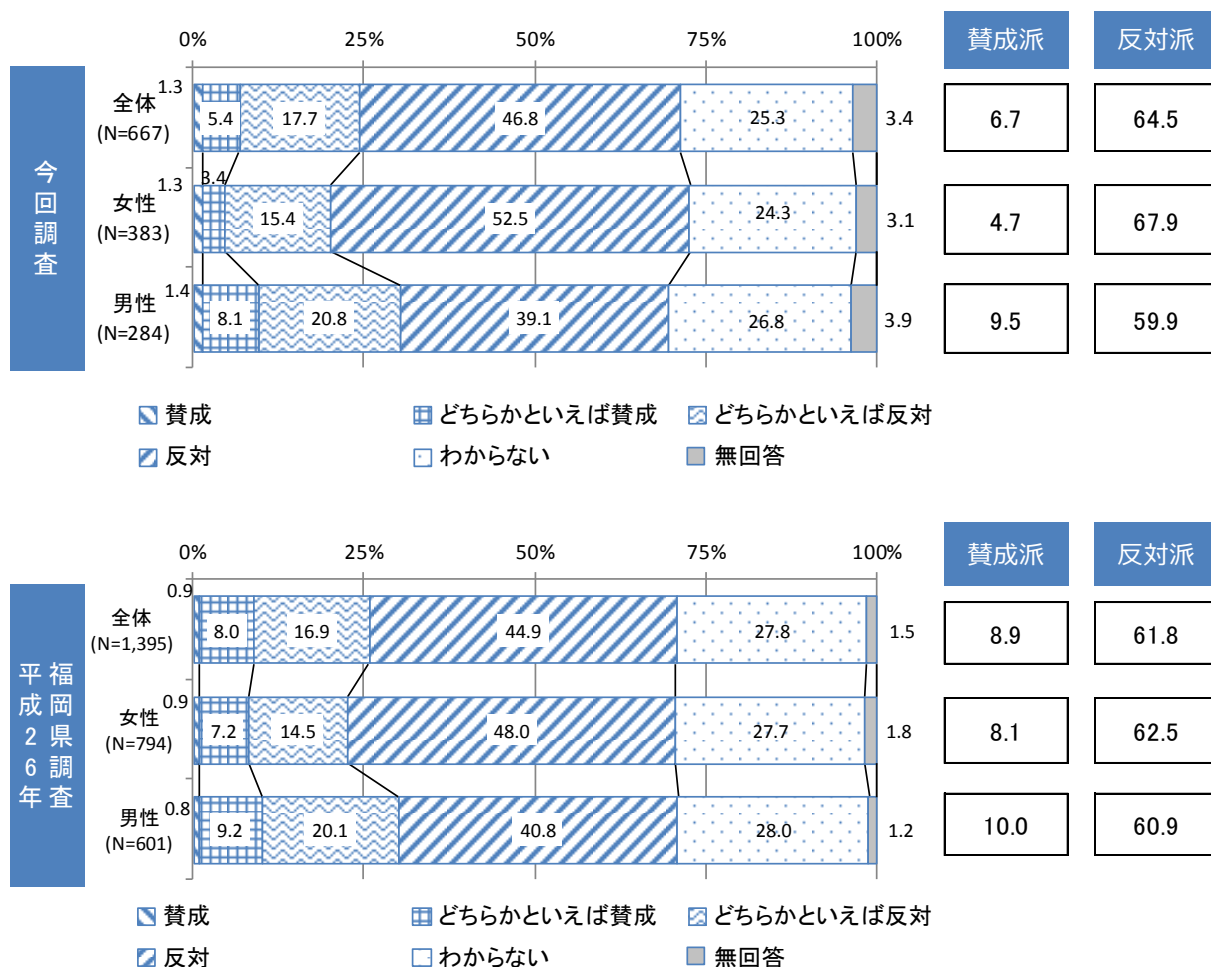 0% 25% 50% 75% 100% 賛成派 反対派
今回調査
全体 1.3 5.4 17.7 46.8 25.3 3.4 6.7 64.5
(N=667)
女性 1.3 3.4 15.4 52.5 24.3 3.1 4.7 67.9
(N=383)
男性 1.4 8.1 20.8 39.1 26.8 3.9 9.5 59.9
(N=284)
賛成 どちらかといえば賛成 どちらかといえば反対
反対 わからない 無回答
0% 25% 50% 75% 100% 賛成派 反対派
福岡県調査
平成26年
全体 0.9 8.0 16.9 44.9 27.8 1.5 8.9 61.8
(N=1,395)
女性 0.9 7.2 14.5 48.0 27.7 1.8 8.1 62.5
(N=794)
男性 0.8 9.2 20.1 40.8 28.0 1.2 10.0 60.9
(N=601)
賛成 どちらかといえば賛成 どちらかといえば反対
反対 わからない 無回答